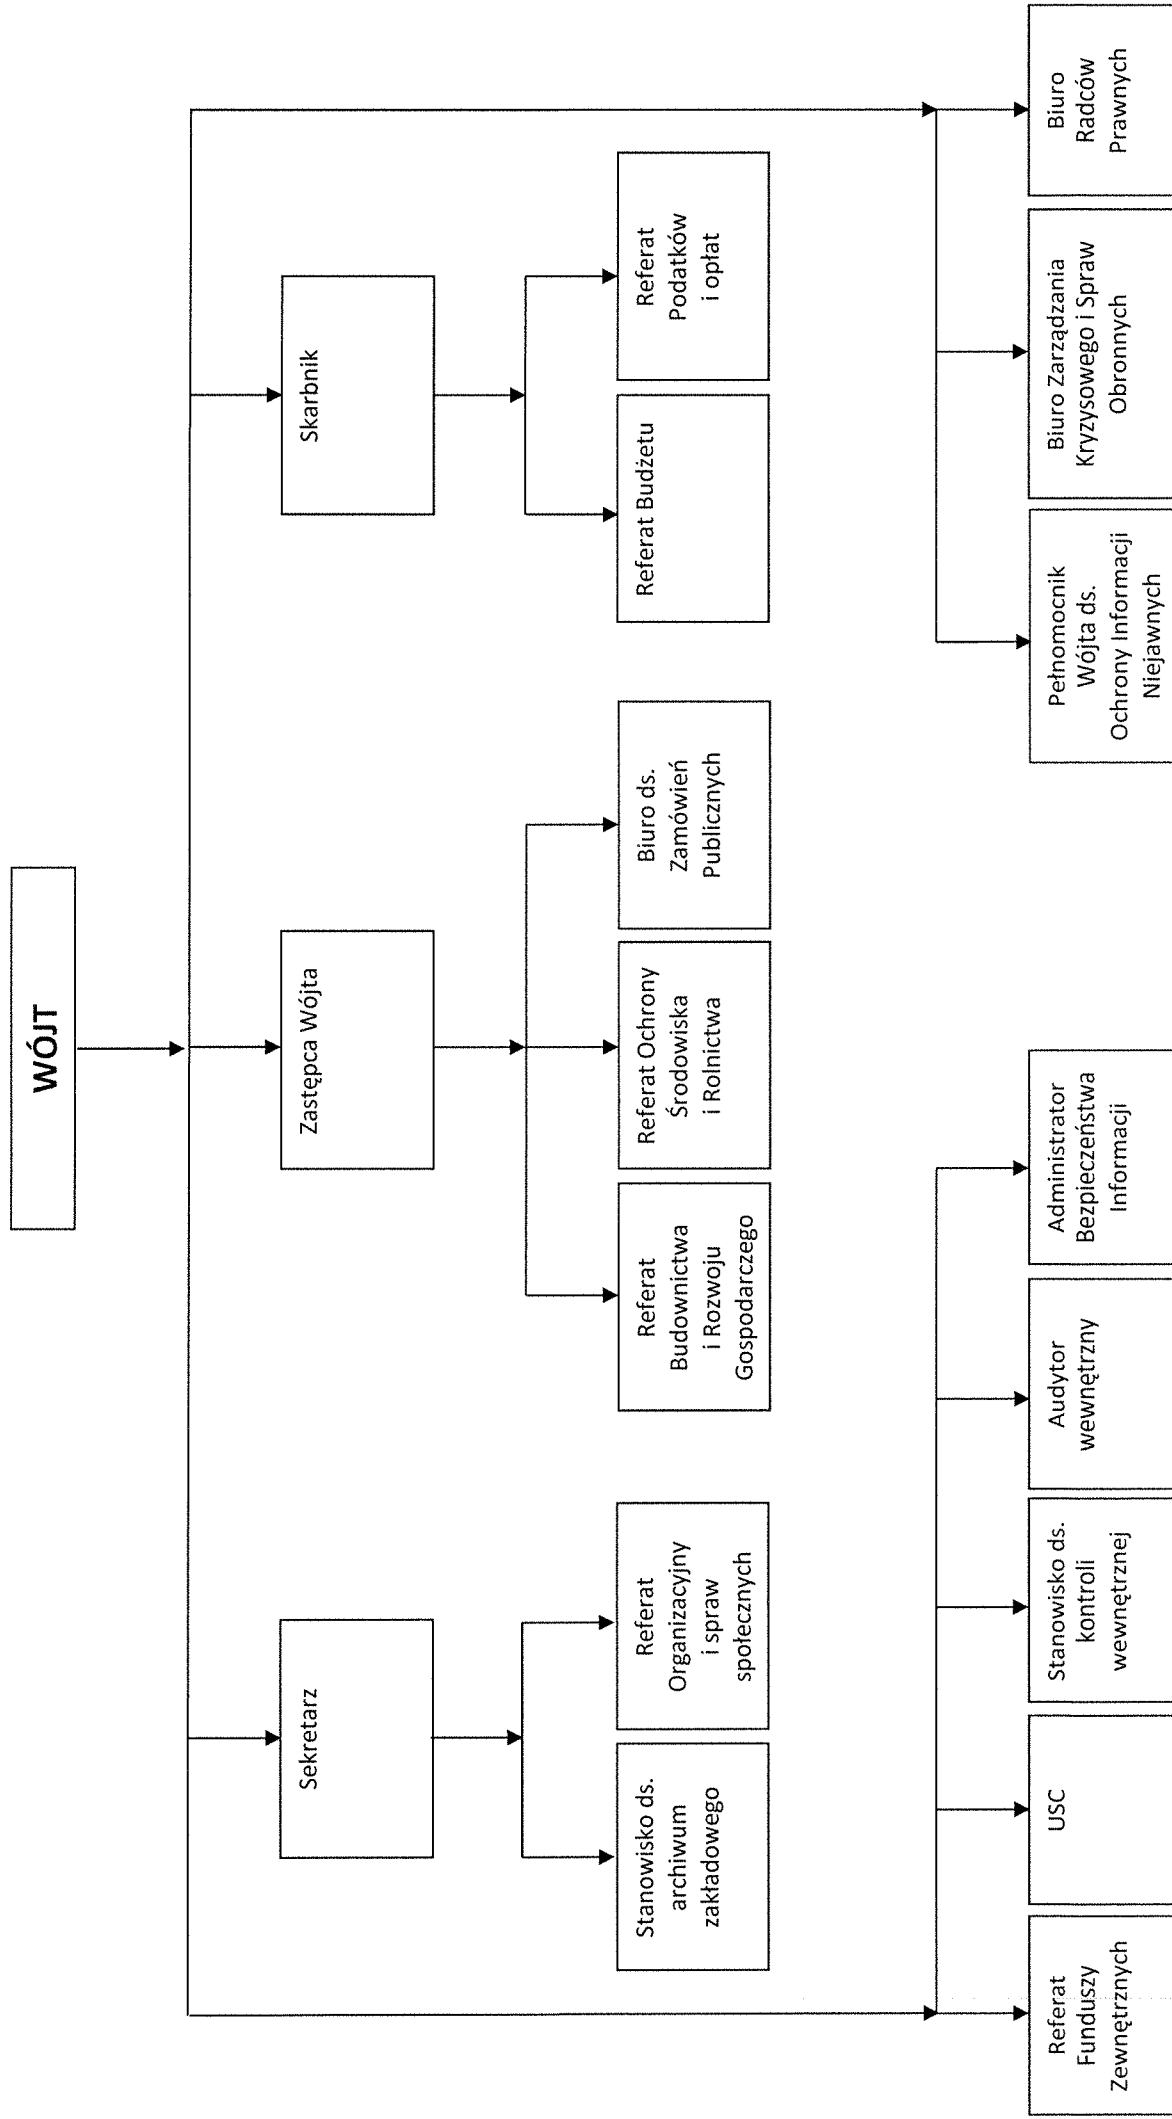 WÓJT
Sekretarz
Zastępca Wójta
Skarbnik
Stanowisko ds.
archiwum
zakładowego
Referat
Organizacyjny
i spraw
społecznych
Referat
Budownictwa
i Rozwoju
Gospodarczego
Referat Ochrony
Środowiska
i Rolnictwa
Biuro ds.
Zamówień
Publicznych
Referat Budżetu
Referat
Podatków
i opłat
Referat
Funduszy
Zewnętrznych
USC
Stanowisko ds.
kontroli
wewnętrznej
Audytor
wewnętrzny
Administrator
Bezpieczeństwa
Informacji
Pełnomocnik
Wójta ds.
Ochrony Informacji
Niejawnych
Biuro Zarządzania
Kryzysowego i Spraw
Obronnych
Biuro
Radców
Prawnych